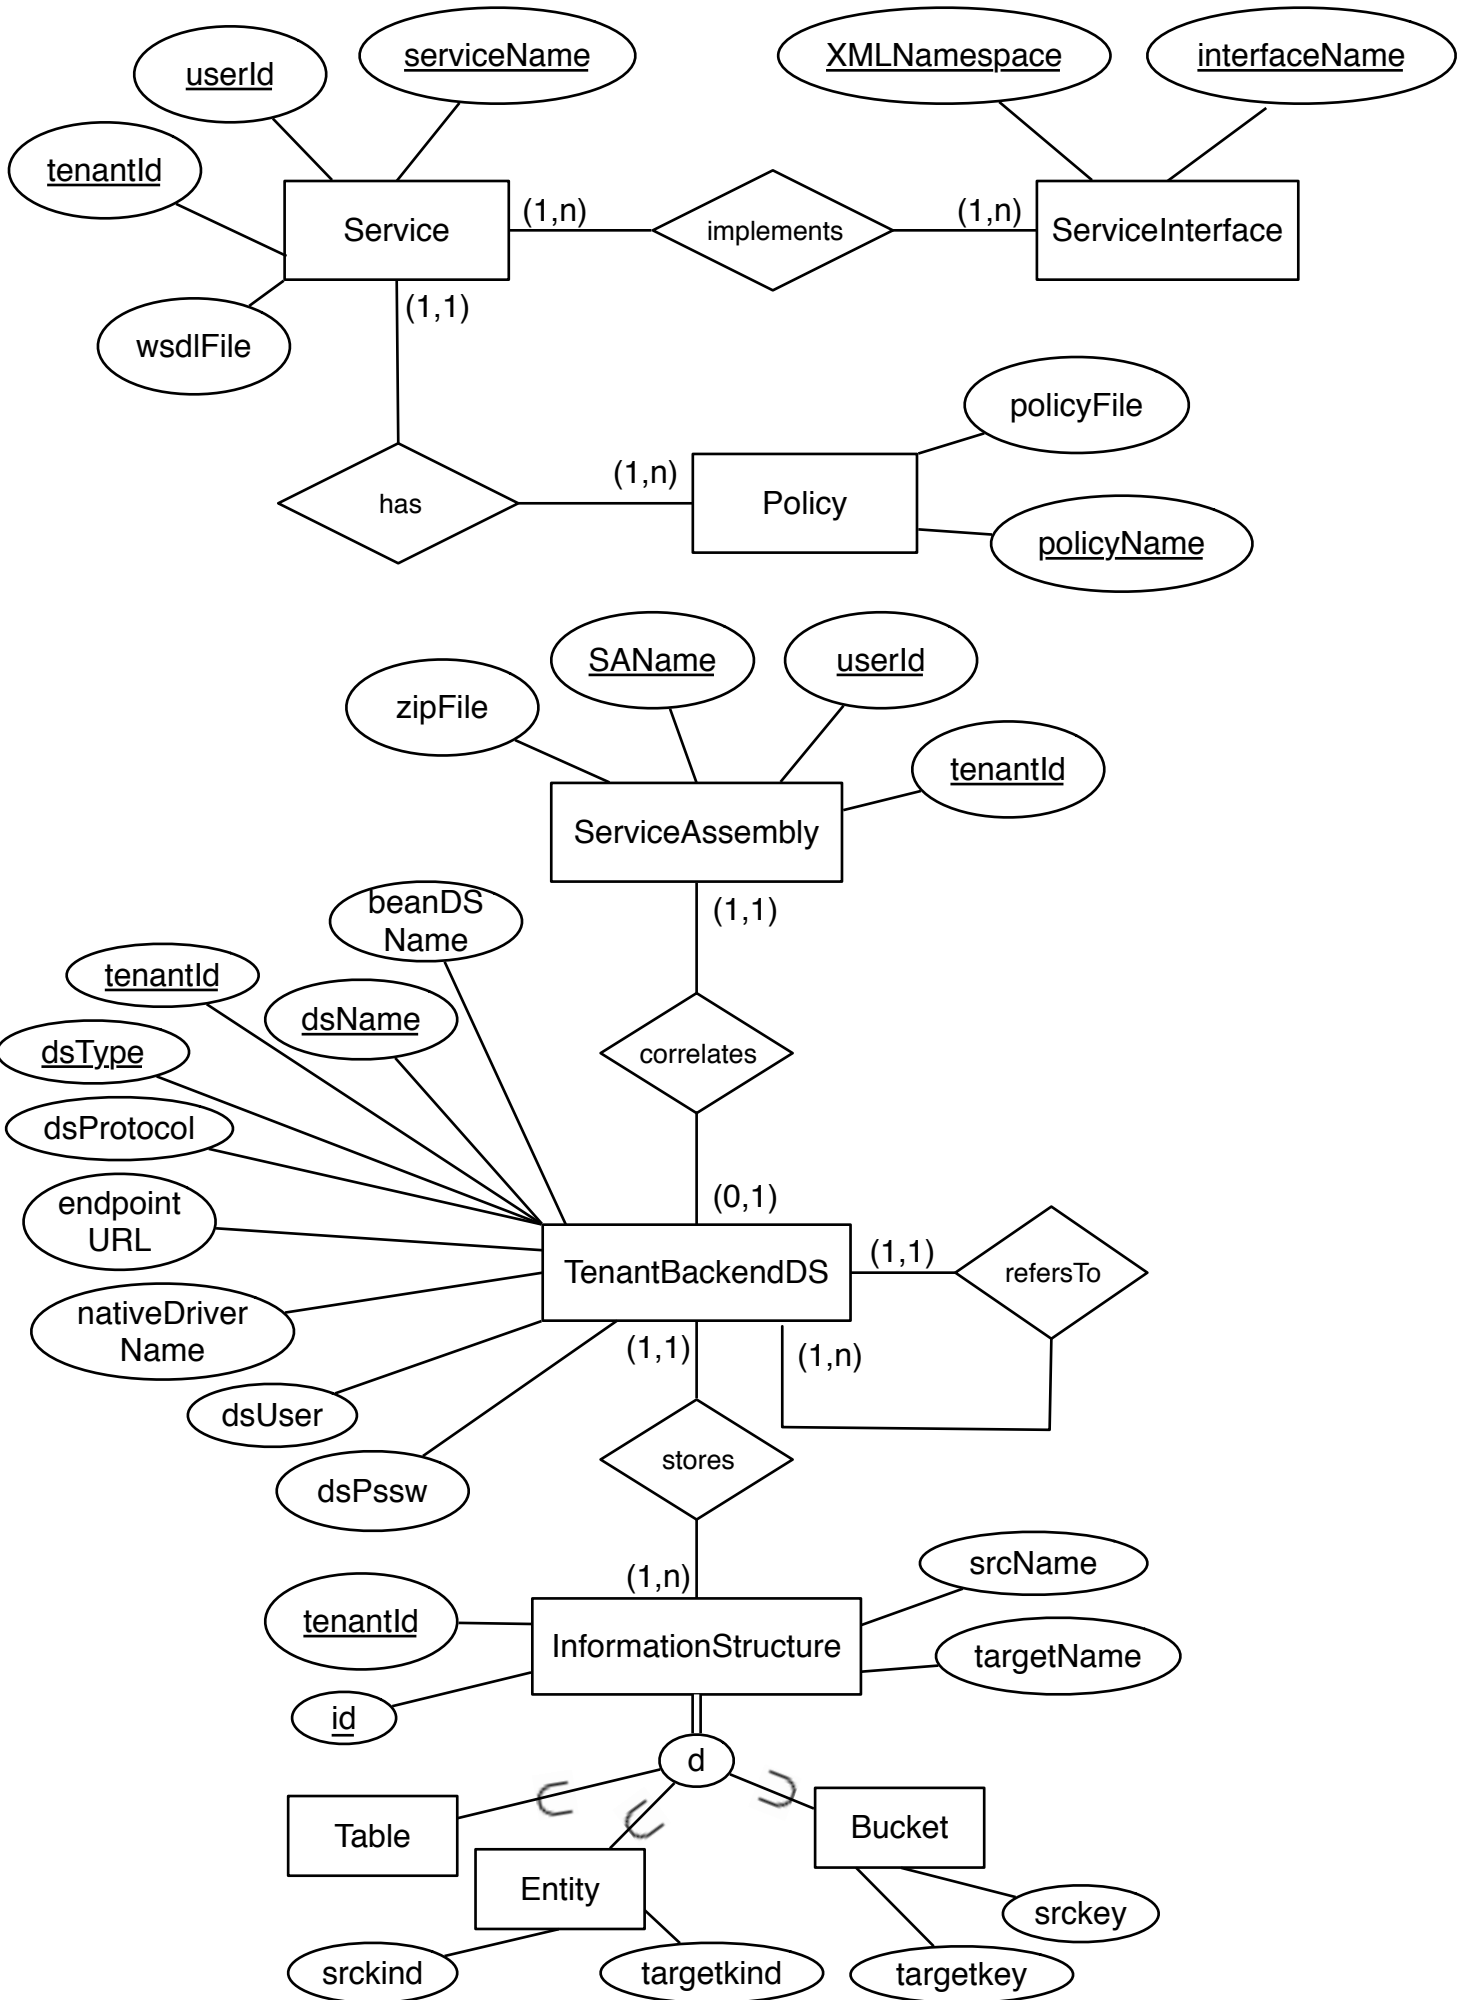 serviceName
XMLNamespace
interfaceName
userId
tenantId
Service
(1,n)
implements
(1,n)
ServiceInterface
(1,1)
wsdlFile
policyFile
(1,n)
has
Policy
policyName
SAName
userId
zipFile
tenantId
ServiceAssembly
beanDS
Name
(1,1)
tenantId
dsName
dsType
correlates
dsProtocol
endpoint
URL
(0,1)
TenantBackendDS
(1,1)
refersTo
nativeDriver
Name
(1,1)
(1,n)
dsUser
stores
dsPssw
srcName
(1,n)
tenantId
InformationStructure
targetName
id
d
Table
Bucket
Entity
srckey
srckind
targetkind
targetkey